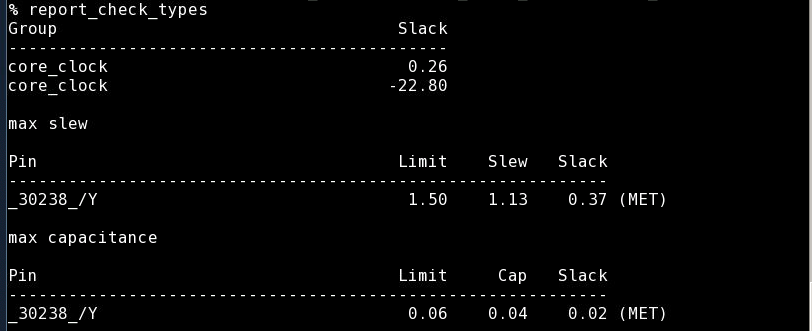 % report_check_types
Group                                  Slack
--------------------------------------------
core_clock                              0.26
core_clock                            -22.80

max slew

Pin                                    Limit    Slew   Slack
------------------------------------------------------------
_30238_/Y                               1.50    1.13    0.37 (MET)

max capacitance

Pin                                    Limit     Cap   Slack
------------------------------------------------------------
_30238_/Y                               0.06    0.04    0.02 (MET)